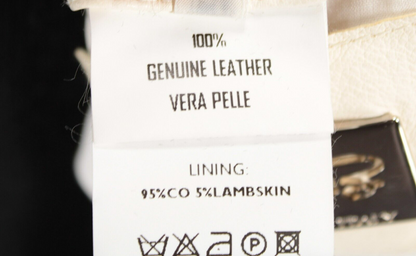 100%
GENUINE LEATHER
VERA PELLE
LINING:
95%CO 5%LAMBSKIN
P